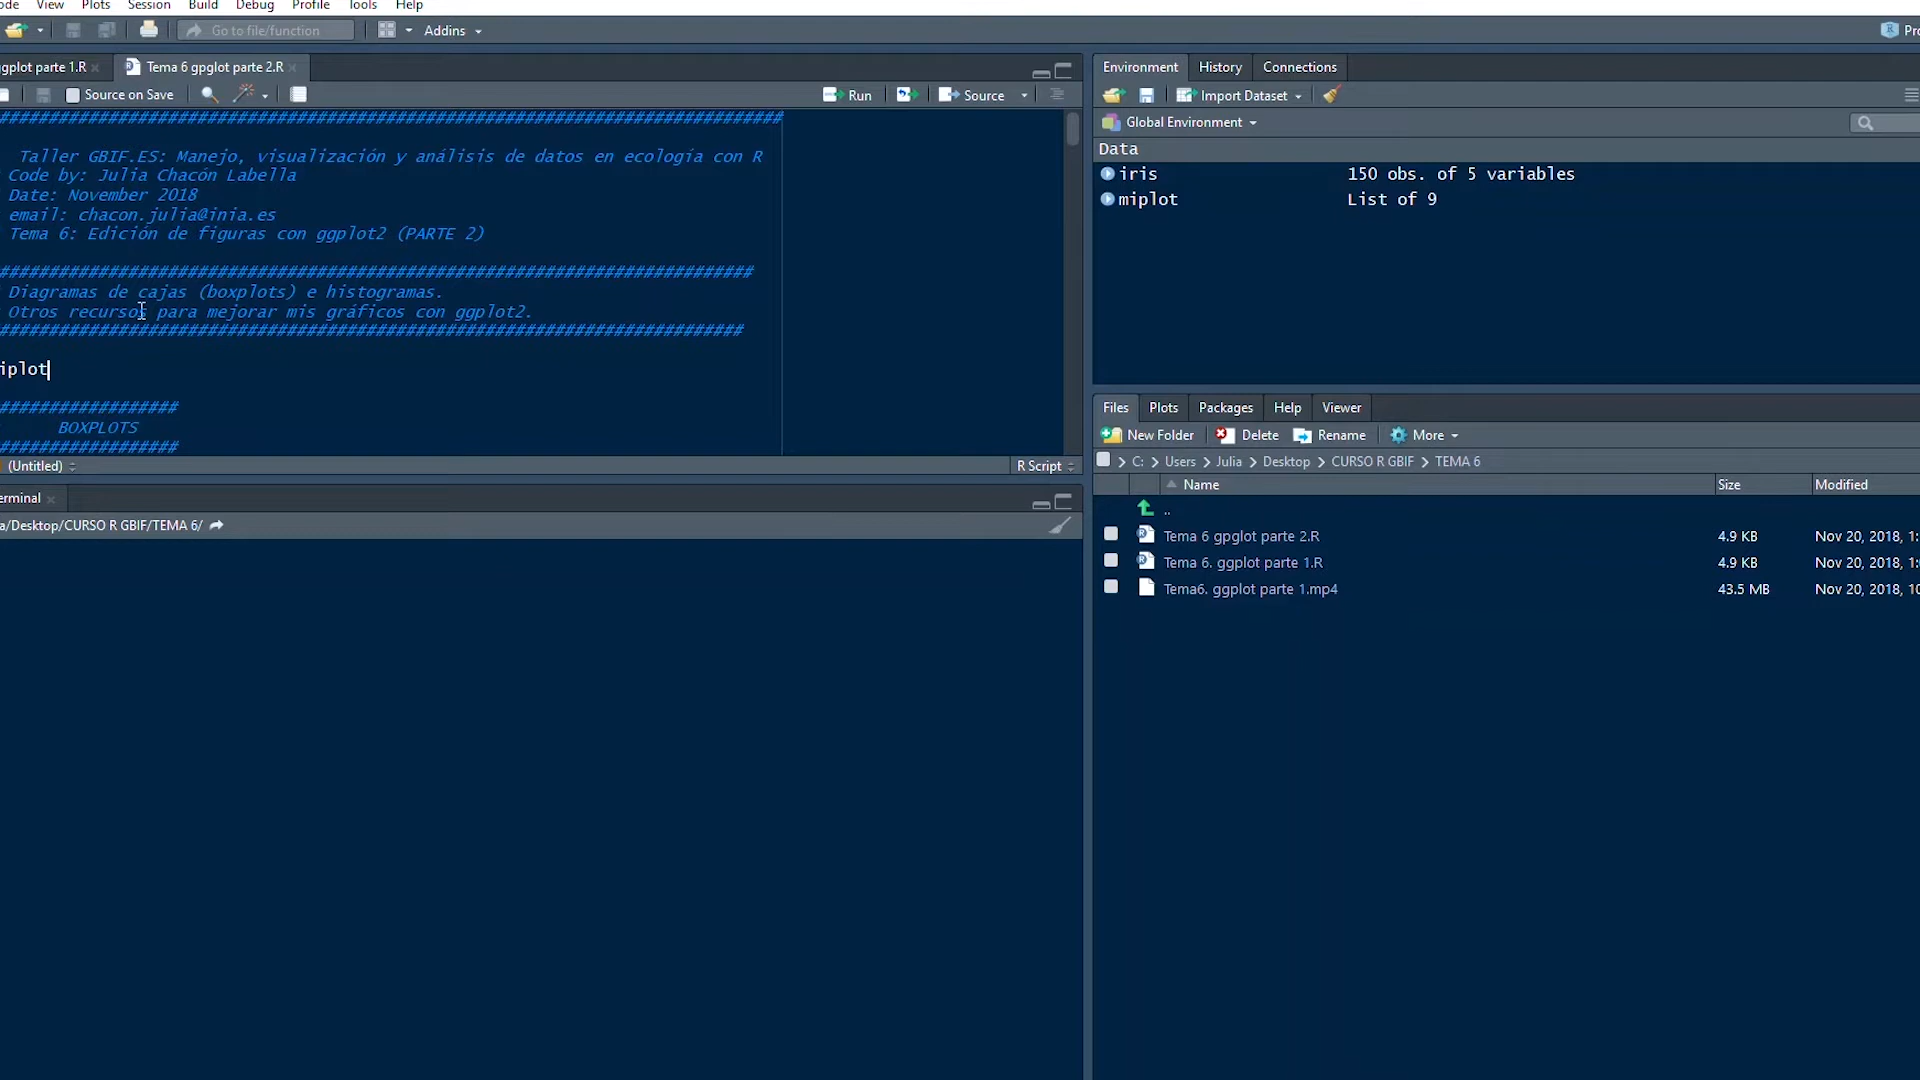 ode View Plots Session Build Debug Profile Tools Help
Go to file/function Addins Pro
gplot parte 1.R Tema 6 gpglot parte 2.R
Source on Save Run Source
################################################################################
Taller GBIF.ES: Manejo, visualización y análisis de datos en ecología con R
Code by: Julia Chacón Labella
Date: November 2018
email: chacon.julia@inia.es
Tema 6: Edición de figuras con ggplot2 (PARTE 2)
############################################################################
Diagramas de cajas (boxplots) e histogramas.
Otros recursos para mejorar mis gráficos con ggplot2.
###########################################################################
iplot
##################
BOXPLOTS
##################
(Untitled) R Script
erminal
a/Desktop/CURSO R GBIF/TEMA 6/
Environment History Connections
Import Dataset
Global Environment
Data
iris 150 obs. of 5 variables
miplot List of 9
Files Plots Packages Help Viewer
New Folder Delete Rename More
C: > Users > Julia > Desktop > CURSO R GBIF > TEMA 6
Name Size Modified
..
Tema 6 gpglot parte 2.R 4.9 KB Nov 20, 2018, 1:
Tema 6. ggplot parte 1.R 4.9 KB Nov 20, 2018, 1:
Tema6. ggplot parte 1.mp4 43.5 MB Nov 20, 2018, 10